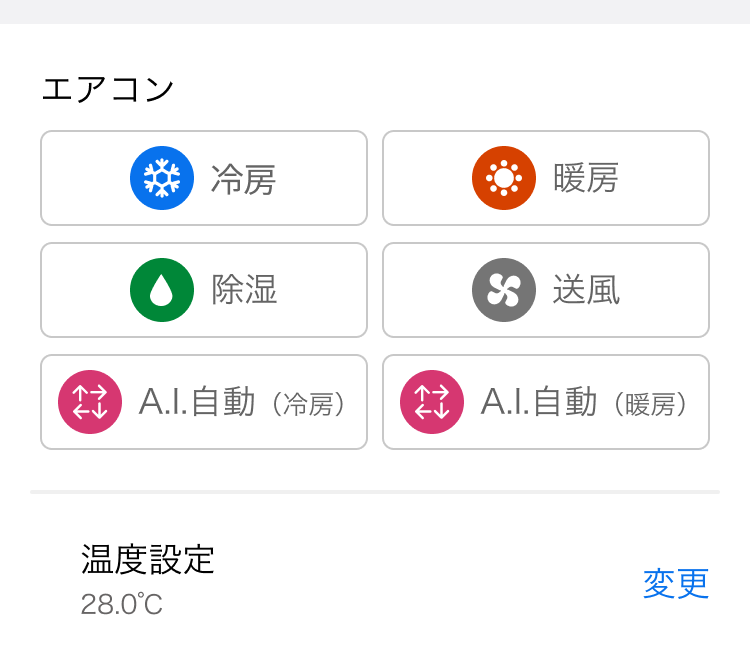 エアコン
冷房
暖房
除湿
送風
A.I.自動（冷房）
A.I.自動（暖房）
温度設定
28.0℃
変更